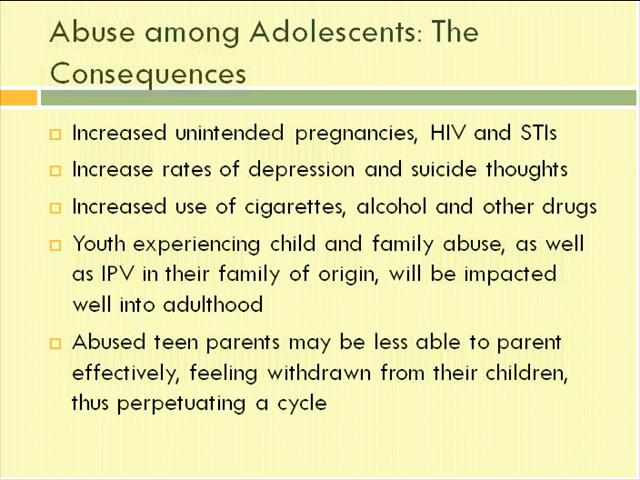 Abuse among Adolescents: The
Consequences
Increased unintended pregnancies, HIV and STIs
Increase rates of depression and suicide thoughts
Increased use of cigarettes, alcohol and other drugs
Youth experiencing child and family abuse, as well
as IPV in their family of origin, will be impacted
well into adulthood
Abused teen parents may be less able to parent
effectively, feeling withdrawn from their children,
thus perpetuating a cycle